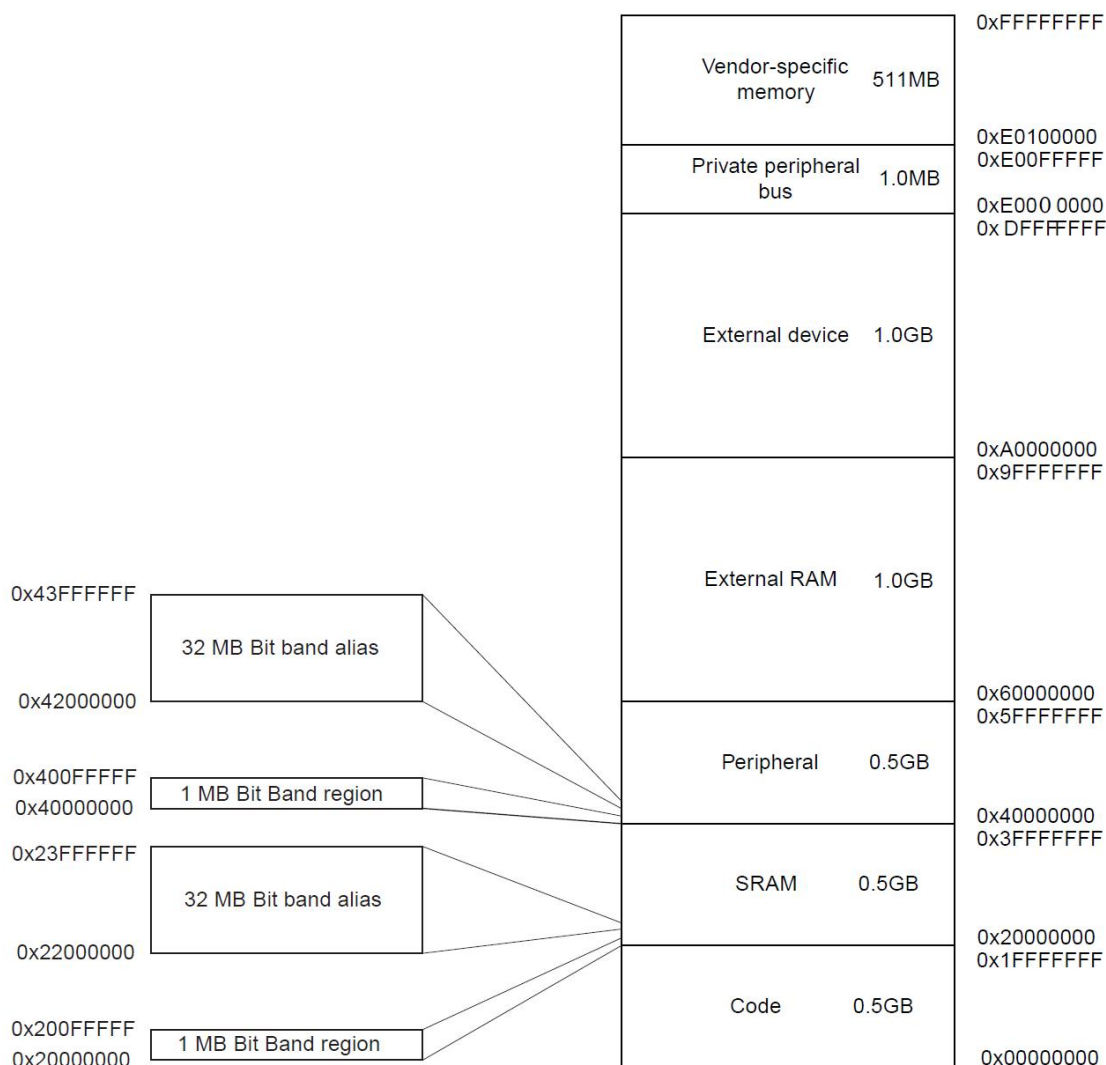 0xFFFFFFFF
Vendor-specific
memory
511MB
0xE0100000
0xE00FFFFF
Private peripheral
bus
1.0MB
0xE000 0000
0x DFFFFFFF
External device 1.0GB
0xA0000000
0x9FFFFFFF
External RAM 1.0GB
0x43FFFFFF
32 MB Bit band alias
0x42000000
0x60000000
0x5FFFFFFF
Peripheral 0.5GB
0x400FFFFF
1 MB Bit Band region
0x40000000
0x40000000
0x3FFFFFFF
0x23FFFFFF
32 MB Bit band alias
0x22000000
SRAM 0.5GB
0x20000000
0x1FFFFFFF
Code 0.5GB
0x200FFFFF
1 MB Bit Band region
0x20000000
0x00000000